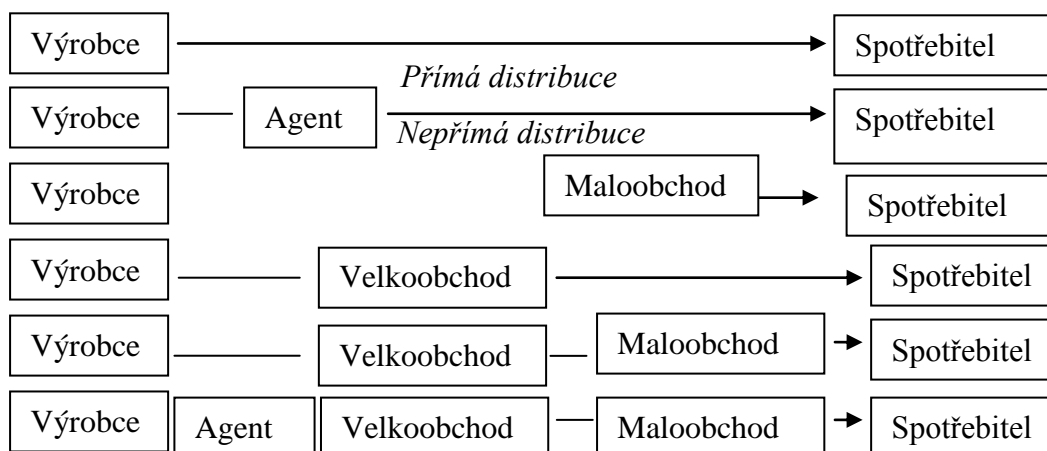 Výrobce Spotřebitel
Přímá distribuce
Výrobce Agent Spotřebitel
Nepřímá distribuce
Výrobce Maloobchod Spotřebitel
Výrobce Velkoobchod Spotřebitel
Výrobce Velkoobchod Maloobchod Spotřebitel
Výrobce Agent Velkoobchod Maloobchod Spotřebitel